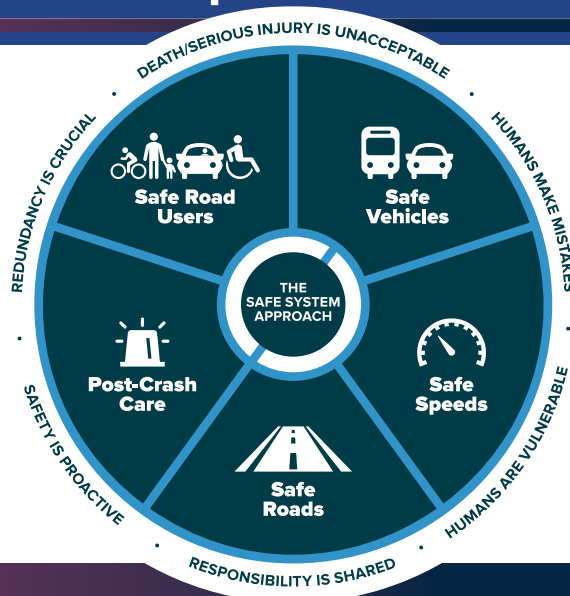 DEATH/SERIOUS INJURY IS UNACCEPTABLE
HUMANS MAKE MISTAKES
HUMANS ARE VULNERABLE
RESPONSIBILITY IS SHARED
SAFETY IS PROACTIVE
REDUNDANCY IS CRUCIAL
Safe Road
Users
Safe
Vehicles
Safe
Speeds
Safe
Roads
Post-Crash
Care
THE
SAFE SYSTEM
APPROACH